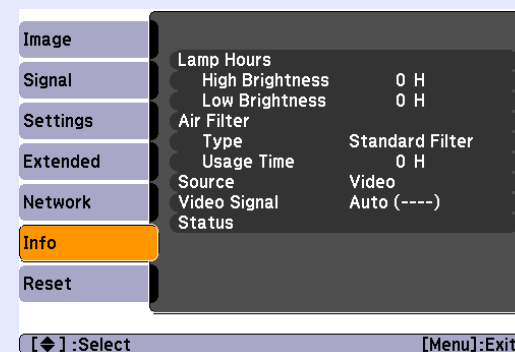 Image
Signal
Settings
Extended
Network
Info
Reset
Lamp Hours
High Brightness 0 H
Low Brightness 0 H
Air Filter
Type Standard Filter
Usage Time 0 H
Source Video
Video Signal Auto (----)
Status
[◆] :Select [Menu]:Exit